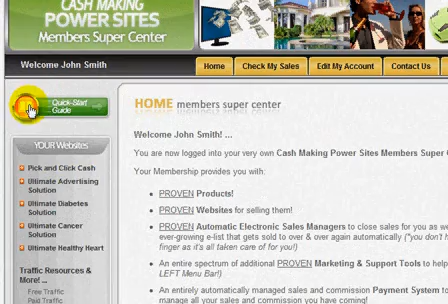 CASH MAKING
POWER SITES
Members Super Center
Welcome John Smith
Home
Check My Sales
Edit My Account
Contact Us
Quick-Start
Guide
HOME members super center
YOUR Websites
Pick and Click Cash
Ultimate Advertising
Solution
Ultimate Diabetes
Solution
Ultimate Cancer
Solution
Ultimate Healthy Heart
Traffic Resources &
More! ...
Free Traffic
Paid Traffic
Welcome John Smith! ...
You are now logged into your very own Cash Making Power Sites Members Super
Your Membership provides you with:
PROVEN Products!
PROVEN Websites for selling them!
PROVEN Automatic Electronic Sales Managers to close sales for you as we
ever-growing e-list that gets sold to over & over again automatically ("you don't
finger as it's all taken care of for you!)
An entire spectrum of additional PROVEN Marketing & Support Tools to help
LEFT Menu Bar!)
An entirely automatically managed sales and commission Payment System to
manage all your sales and commission you have coming!